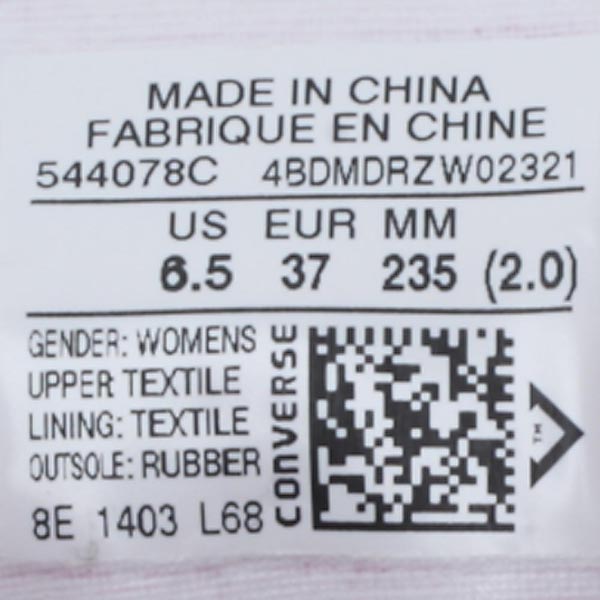 MADE IN CHINA
FABRIQUE EN CHINE
544078C 4BDMDRZW02321
US EUR MM
6.5 37 235 (2.0)
GENDER: WOMENS
UPPER TEXTILE
LINING: TEXTILE
OUTSOLE: RUBBER
8E 1403 L68
CONVERSE
TM